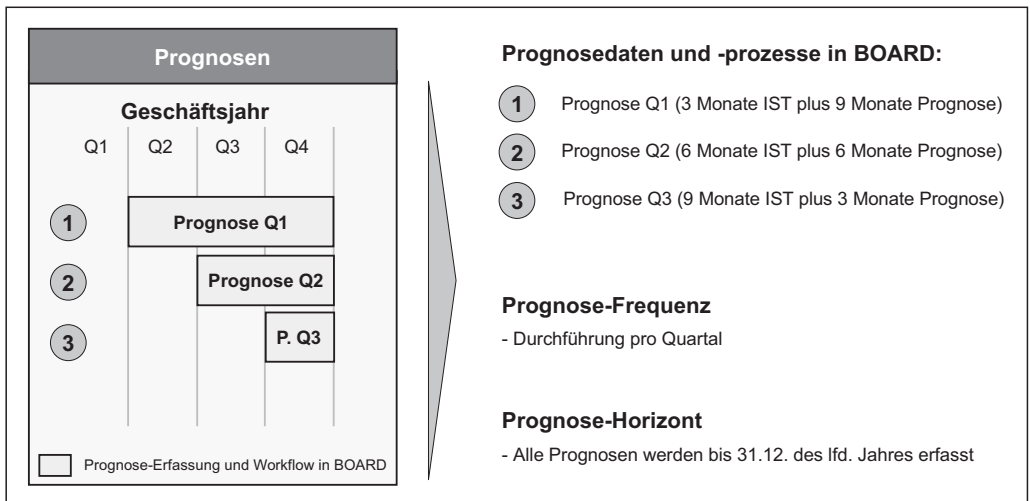 Prognosen
Geschäftsjahr
Q1 Q2 Q3 Q4
1 Prognose Q1
2 Prognose Q2
3 P. Q3
Prognose-Erfassung und Workflow in BOARD
Prognosedaten und -prozesse in BOARD:
1 Prognose Q1 (3 Monate IST plus 9 Monate Prognose)
2 Prognose Q2 (6 Monate IST plus 6 Monate Prognose)
3 Prognose Q3 (9 Monate IST plus 3 Monate Prognose)
Prognose-Frequenz
- Durchführung pro Quartal
Prognose-Horizont
- Alle Prognosen werden bis 31.12. des lfd. Jahres erfasst